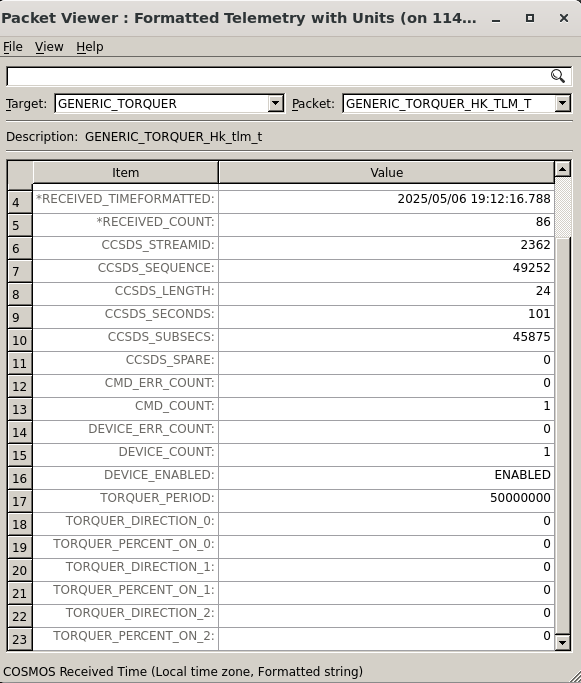 Packet Viewer : Formatted Telemetry with Units (on 114...
File View Help
Target: GENERIC_TORQUER Packet: GENERIC_TORQUER_HK_TLM_T
Description: GENERIC_TORQUER_Hk_tlm_t
Item Value
4 *RECEIVED_TIMEFORMATTED: 2025/05/06 19:12:16.788
5 *RECEIVED_COUNT: 86
6 CCSDS_STREAMID: 2362
7 CCSDS_SEQUENCE: 49252
8 CCSDS_LENGTH: 24
9 CCSDS_SECONDS: 101
10 CCSDS_SUBSECS: 45875
11 CCSDS_SPARE: 0
12 CMD_ERR_COUNT: 0
13 CMD_COUNT: 1
14 DEVICE_ERR_COUNT: 0
15 DEVICE_COUNT: 1
16 DEVICE_ENABLED: ENABLED
17 TORQUER_PERIOD: 50000000
18 TORQUER_DIRECTION_0: 0
19 TORQUER_PERCENT_ON_0: 0
20 TORQUER_DIRECTION_1: 0
21 TORQUER_PERCENT_ON_1: 0
22 TORQUER_DIRECTION_2: 0
23 TORQUER_PERCENT_ON_2: 0
COSMOS Received Time (Local time zone, Formatted string)